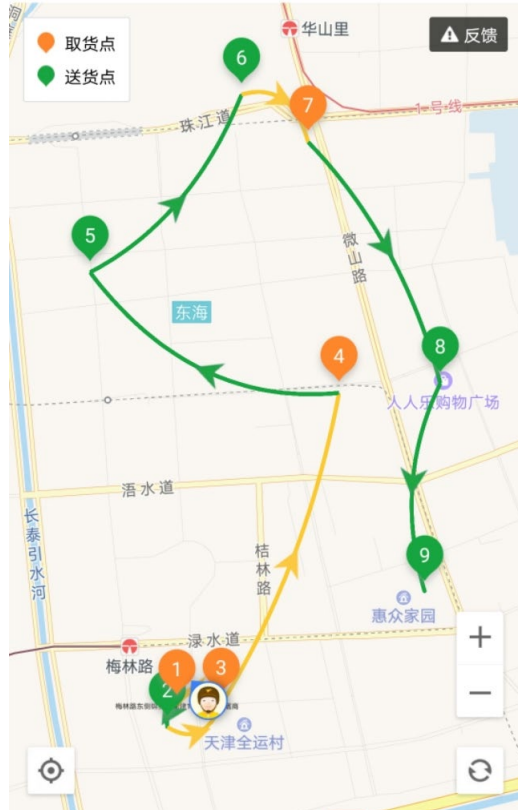 取货点
送货点
华山里
反馈
6
7
珠江道
1号线
5
微山路
东海
4
8
人人乐购物广场
浯水道
长泰引水河
桔林路
9
惠众家园
渌水道
梅林路
1
3
2
天津全运村